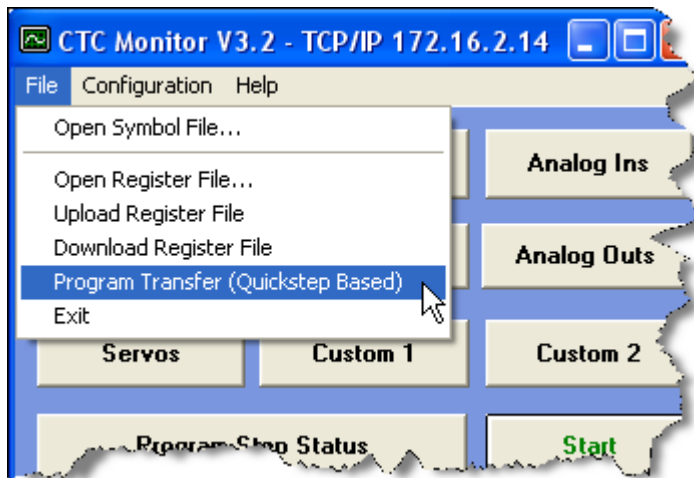 CTC Monitor V3.2 - TCP/IP 172.16.2.14
File Configuration Help
Open Symbol File...
Open Register File...
Upload Register File
Download Register File
Program Transfer (Quickstep Based)
Exit
Analog Ins
Analog Outs
Servos Custom 1 Custom 2
Program Step Status Start